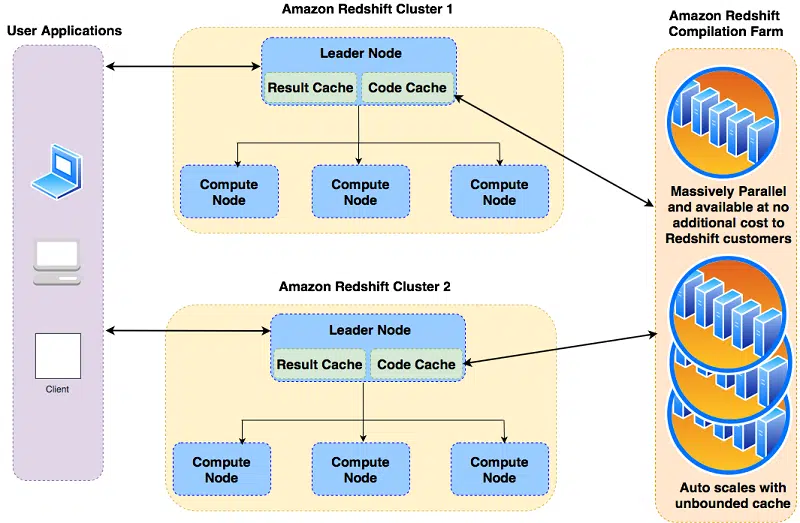 User Applications
Client
Amazon Redshift Cluster 1
Leader Node
Result Cache
Code Cache
Compute
Node
Compute
Node
Compute
Node
Amazon Redshift Cluster 2
Leader Node
Result Cache
Code Cache
Compute
Node
Compute
Node
Compute
Node
Amazon Redshift
Compilation Farm
Massively Parallel
and available at no
additional cost to
Redshift customers
Auto scales with
unbounded cache